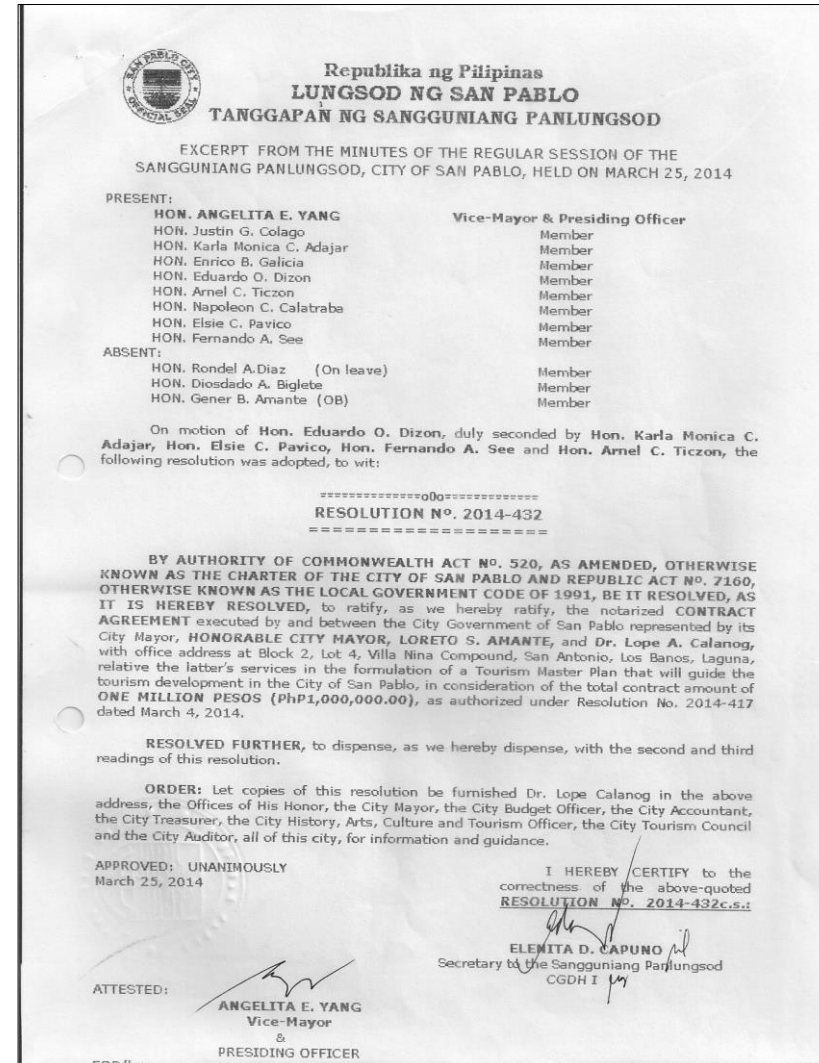 SAN PABLO CITY
OFFICIAL SEAL
Republika ng Pilipinas
LUNGSOD NG SAN PABLO
TANGGAPAN NG SANGGUNIANG PANLUNGSOD
EXCERPT FROM THE MINUTES OF THE REGULAR SESSION OF THE
SANGGUNIANG PANLUNGSOD, CITY OF SAN PABLO, HELD ON MARCH 25, 2014
PRESENT:
HON. ANGELITA E. YANG Vice-Mayor & Presiding Officer
HON. Justin G. Colago Member
HON. Karla Monica C. Adajar Member
HON. Enrico B. Galicia Member
HON. Eduardo O. Dizon Member
HON. Arnel C. Ticzon Member
HON. Napoleon C. Calatraba Member
HON. Elsie C. Pavico Member
HON. Fernando A. See Member
ABSENT:
HON. Rondel A.Diaz (On leave) Member
HON. Diosdado A. Biglete Member
HON. Gener B. Amante (OB) Member
On motion of Hon. Eduardo O. Dizon, duly seconded by Hon. Karla Monica C.
Adajar, Hon. Elsie C. Pavico, Hon. Fernando A. See and Hon. Arnel C. Ticzon, the
following resolution was adopted, to wit:
==============o0o=============
RESOLUTION Nº. 2014-432
=====================
BY AUTHORITY OF COMMONWEALTH ACT Nº. 520, AS AMENDED, OTHERWISE
KNOWN AS THE CHARTER OF THE CITY OF SAN PABLO AND REPUBLIC ACT Nº. 7160,
OTHERWISE KNOWN AS THE LOCAL GOVERNMENT CODE OF 1991, BE IT RESOLVED, AS
IT IS HEREBY RESOLVED, to ratify, as we hereby ratify, the notarized CONTRACT
AGREEMENT executed by and between the City Government of San Pablo represented by its
City Mayor, HONORABLE CITY MAYOR, LORETO S. AMANTE, and Dr. Lope A. Calanog,
with office address at Block 2, Lot 4, Villa Nina Compound, San Antonio, Los Banos, Laguna,
relative the latter's services in the formulation of a Tourism Master Plan that will guide the
tourism development in the City of San Pablo, in consideration of the total contract amount of
ONE MILLION PESOS (PhP1,000,000.00), as authorized under Resolution No. 2014-417
dated March 4, 2014.
RESOLVED FURTHER, to dispense, as we hereby dispense, with the second and third
readings of this resolution.
ORDER: Let copies of this resolution be furnished Dr. Lope Calanog in the above
address, the Offices of His Honor, the City Mayor, the City Budget Officer, the City Accountant,
the City Treasurer, the City History, Arts, Culture and Tourism Officer, the City Tourism Council
and the City Auditor, all of this city, for information and guidance.
APPROVED: UNANIMOUSLY
March 25, 2014
I HEREBY CERTIFY to the
correctness of the above-quoted
RESOLUTION Nº. 2014-432c.s.:
ELENITA D. CAPUNO
Secretary to the Sangguniang Panlungsod
CGDH I
ATTESTED:
ANGELITA E. YANG
Vice-Mayor
&
PRESIDING OFFICER